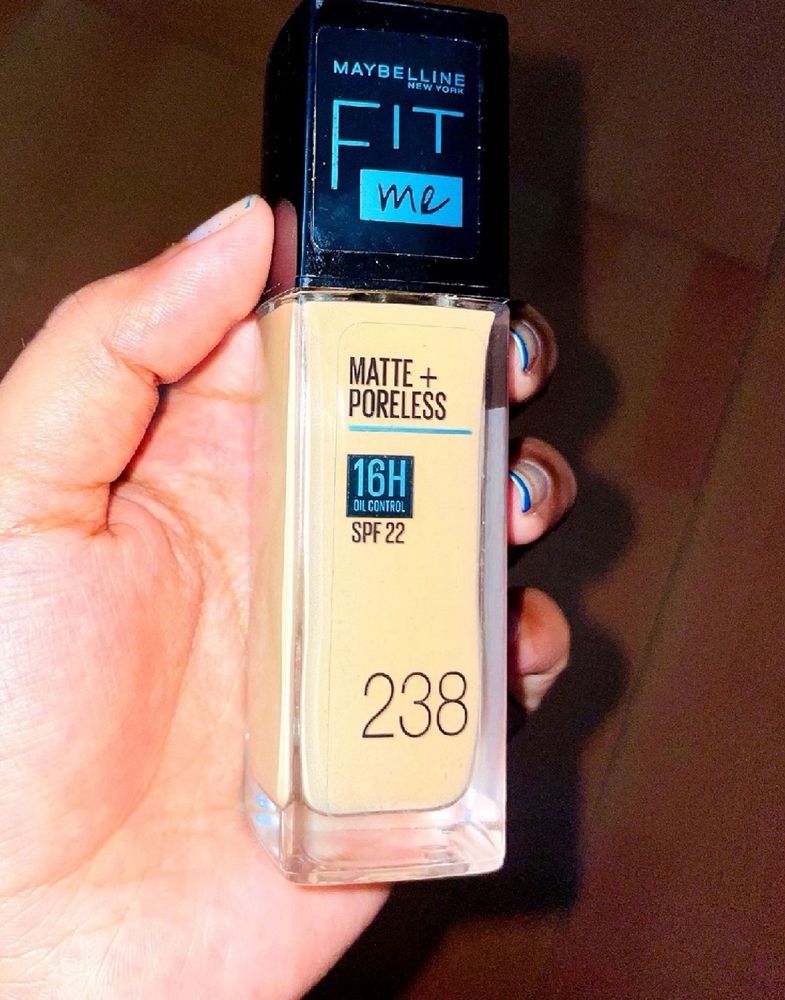 MAYBELLINE
NEW YORK
FIT
me
MATTE +
PORELESS
16H
OIL CONTROL
SPF 22
238